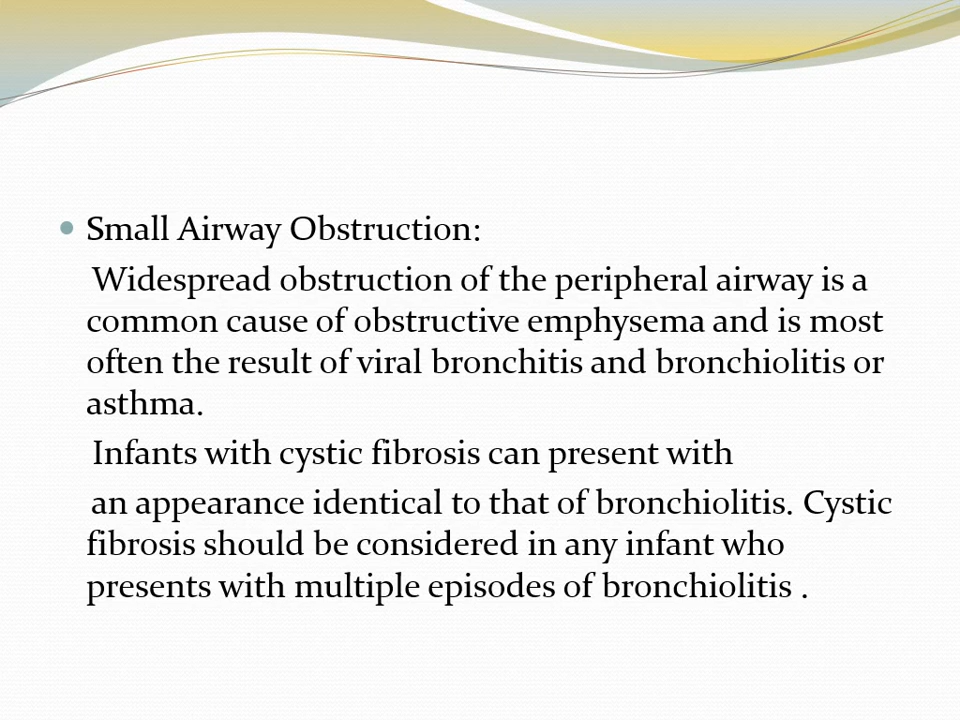 Small Airway Obstruction:
Widespread obstruction of the peripheral airway is a
common cause of obstructive emphysema and is most
often the result of viral bronchitis and bronchiolitis or
asthma.
Infants with cystic fibrosis can present with
an appearance identical to that of bronchiolitis. Cystic
fibrosis should be considered in any infant who
presents with multiple episodes of bronchiolitis .